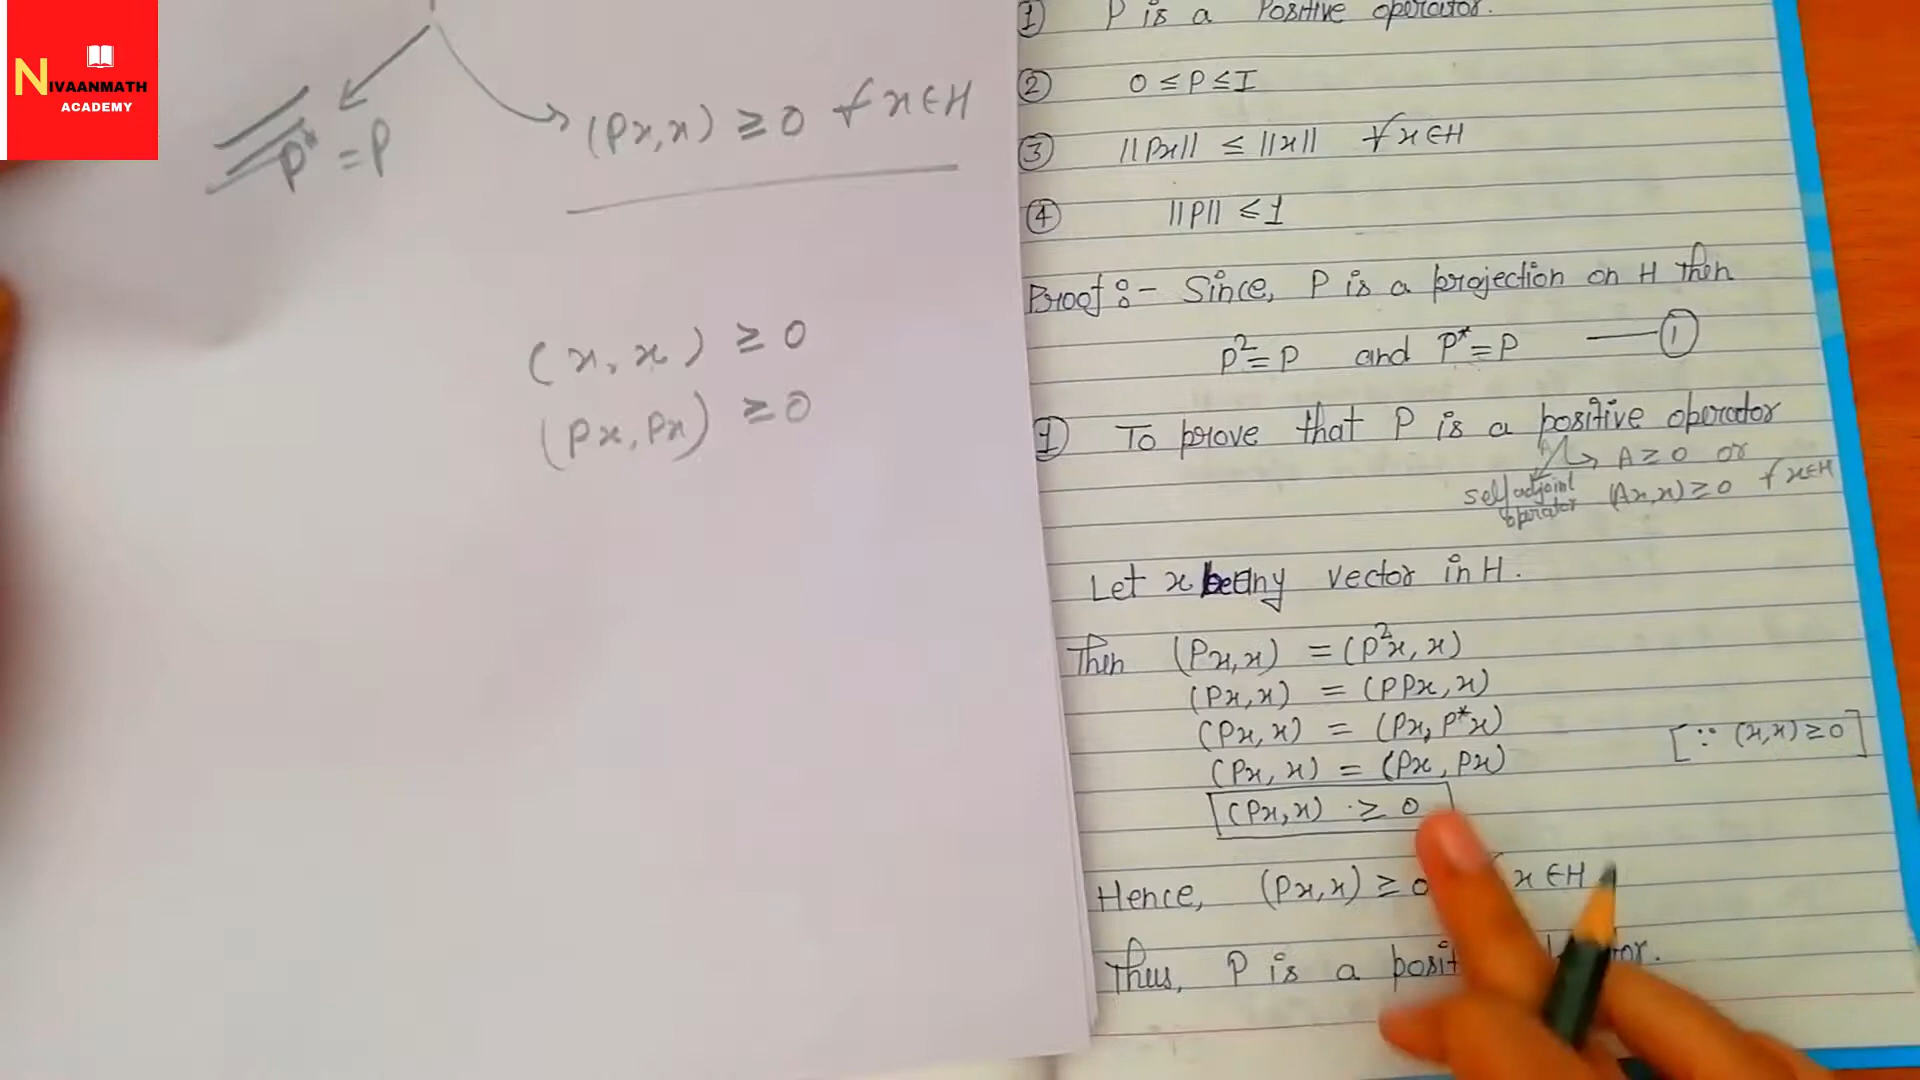 NIVAANMATH
ACADEMY
(Px,x) ≥ 0 ∀ x∈H
P* = P
(x, x) ≥ 0
(Px, Px) ≥ 0
① P is a Positive operator.
② 0 ≤ P ≤ I
③ ||Px|| ≤ ||x|| ∀ x∈H
④ ||P|| ≤ 1
Proof :- Since, P is a projection on H then
P² = P and P* = P —— ①
① To prove that P is a positive operator
A ≥ 0 or
self adjoint operator (Ax,x) ≥ 0 ∀ x∈H
Let x be any vector in H.
Then (Px,x) = (P²x, x)
(Px,x) = (PPx,x)
(Px,x) = (Px, P*x)
[∵ (x,x) ≥ 0]
(Px, x) = (Px, Px)
(Px,x) ≥ 0
Hence, (Px,x) ≥ 0 x ∈ H
Thus, P is a